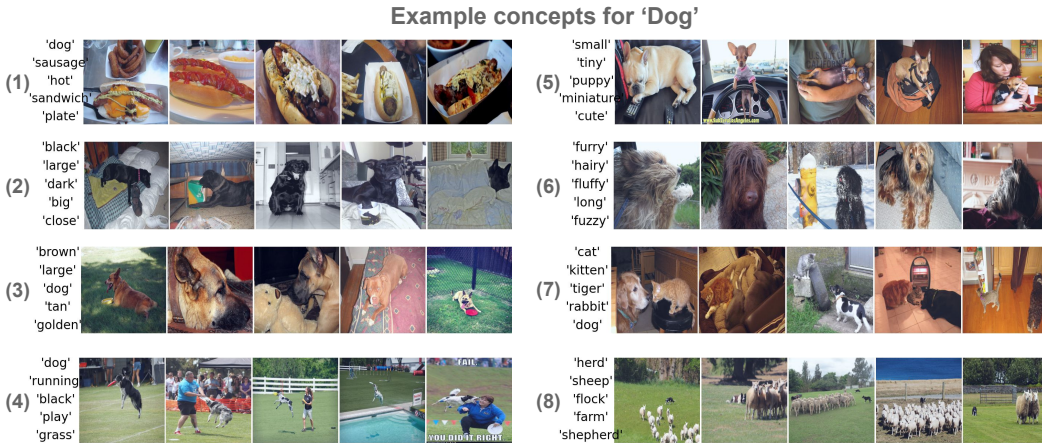 Example concepts for ‘Dog’
(1)
'dog'
'sausage'
'hot'
'sandwich'
'plate'
(2)
'black'
'large'
'dark'
'big'
'close'
(3)
'brown'
'large'
'dog'
'tan'
'golden'
(4)
'dog'
'running'
'black'
'play'
'grass'
FAIL
YOU DID IT RIGHT
(5)
'small'
'tiny'
'puppy'
'miniature'
'cute'
(6)
'furry'
'hairy'
'fluffy'
'long'
'fuzzy'
(7)
'cat'
'kitten'
'tiger'
'rabbit'
'dog'
(8)
'herd'
'sheep'
'flock'
'farm'
'shepherd'